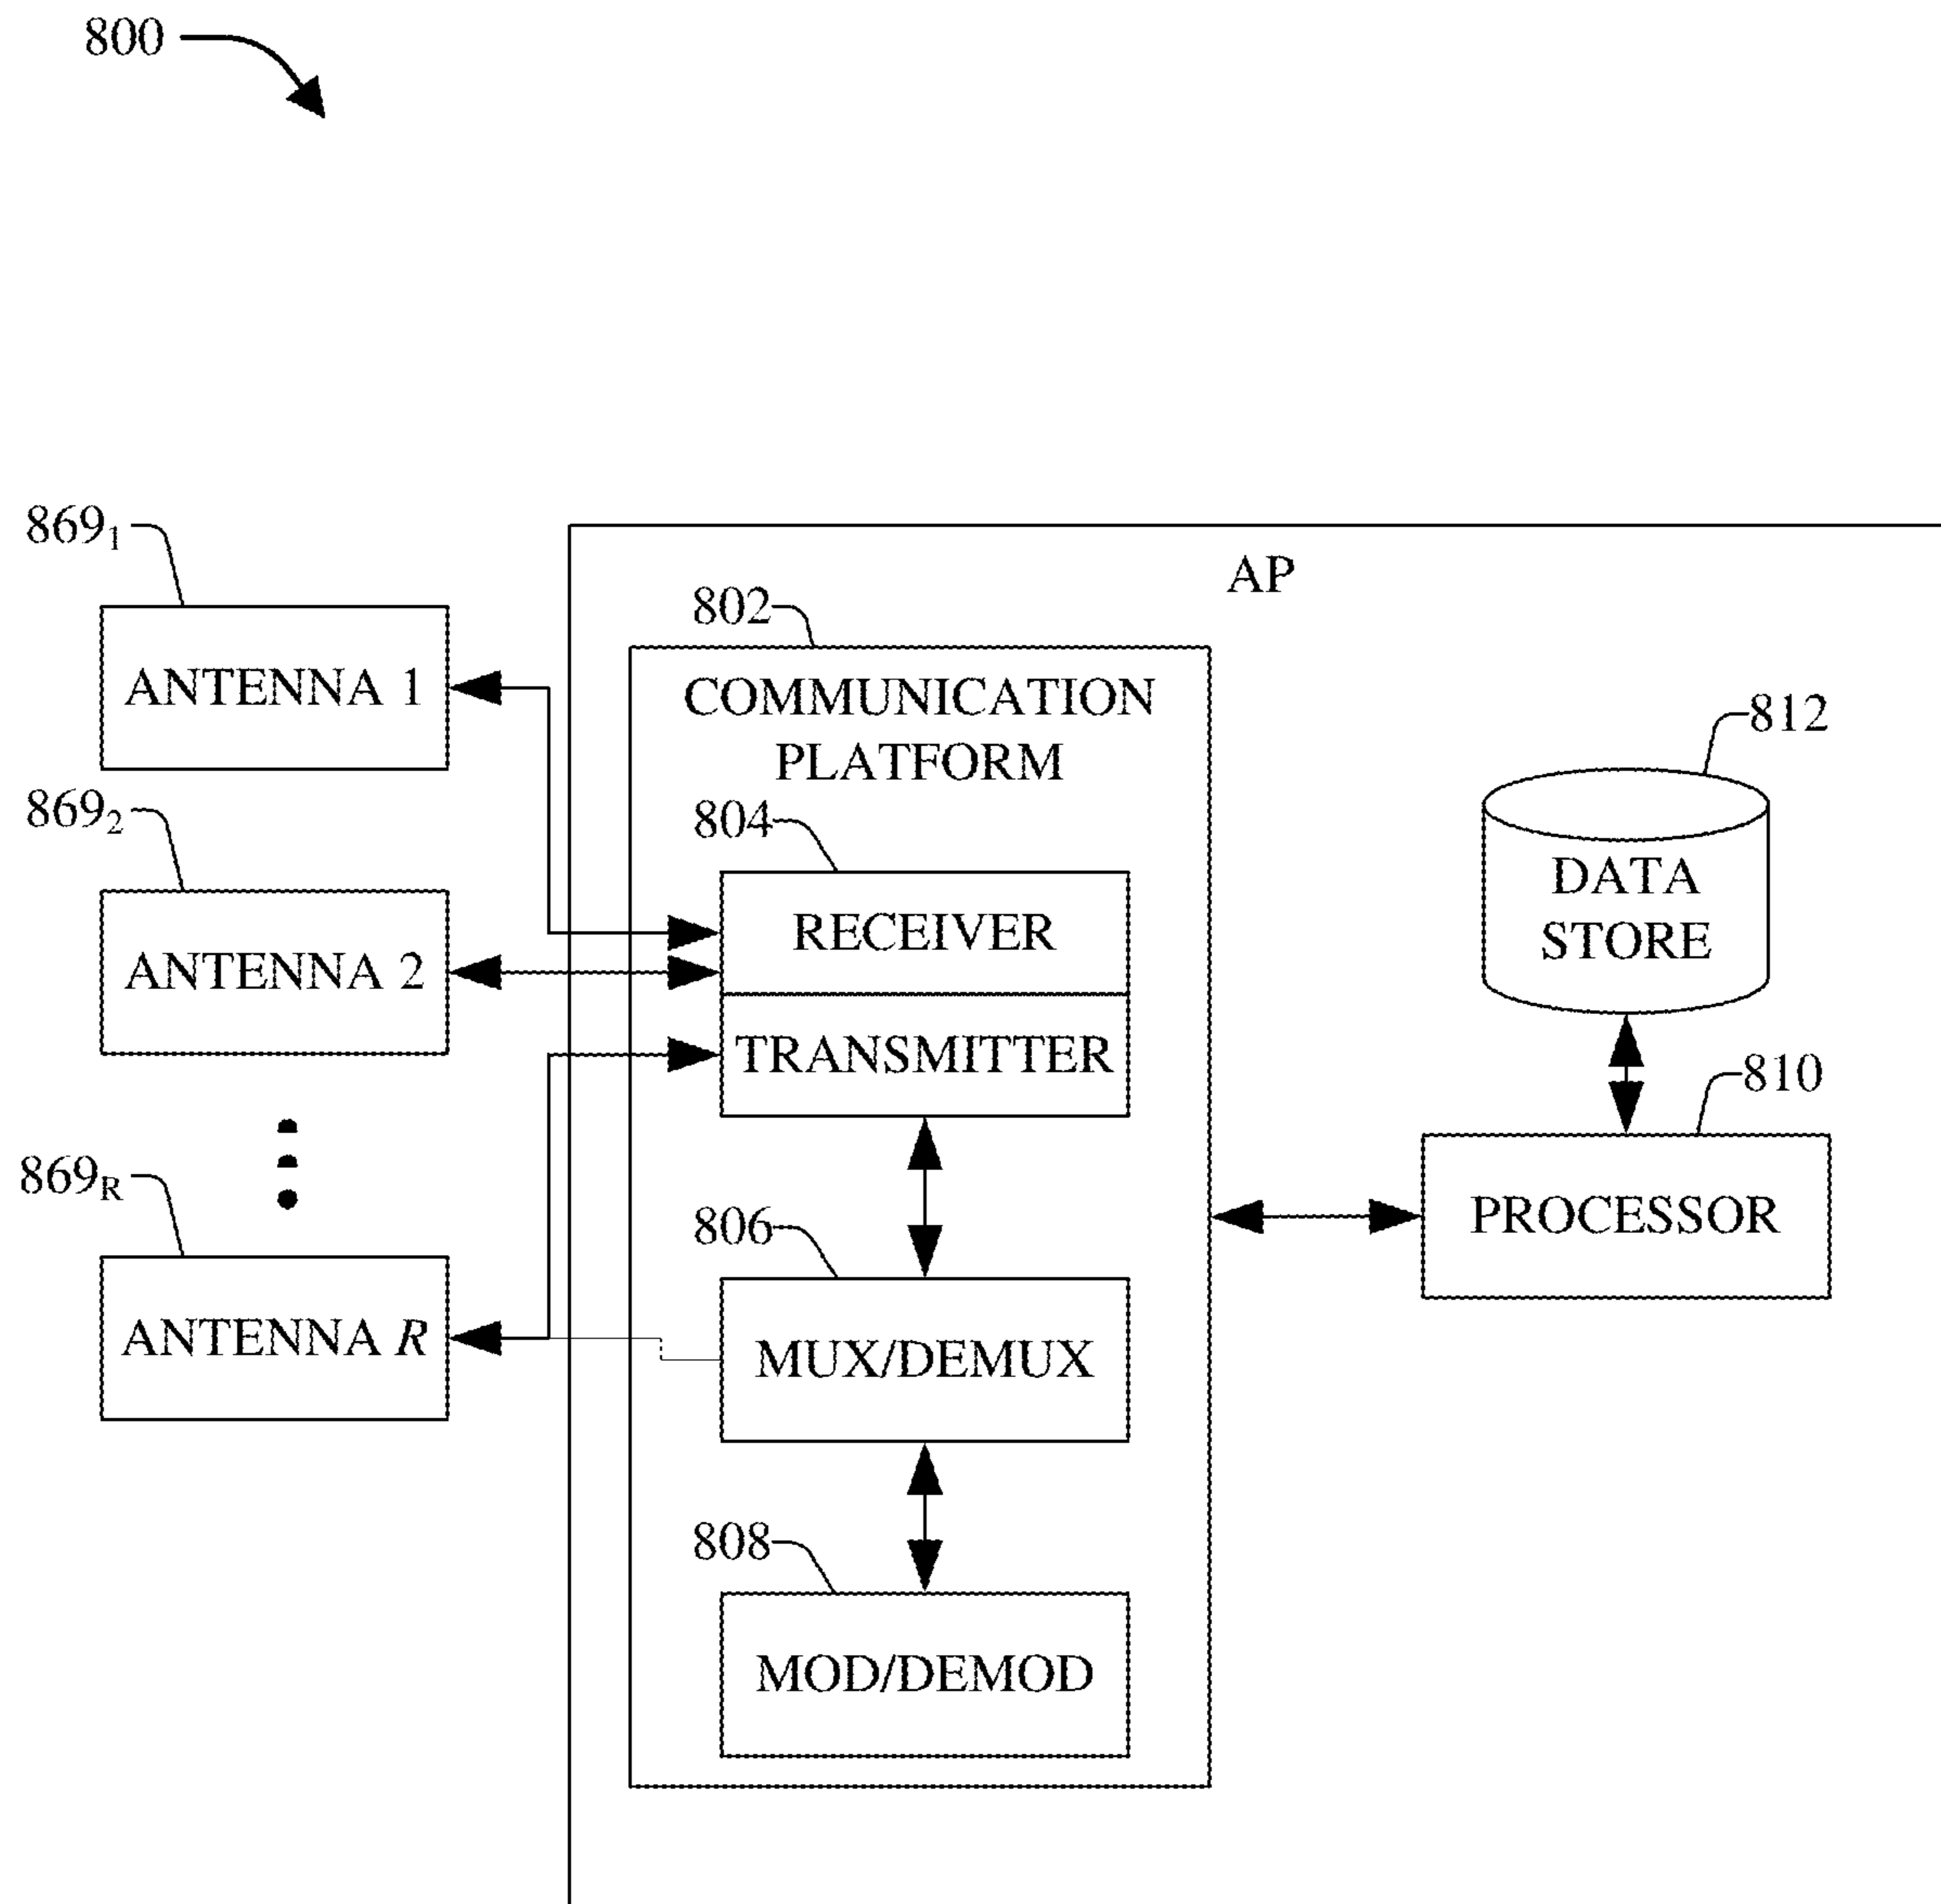 800
869₁
ANTENNA 1
869₂
ANTENNA 2
869_R
ANTENNA R
AP
802
COMMUNICATION
PLATFORM
804
RECEIVER
TRANSMITTER
806
MUX/DEMUX
808
MOD/DEMOD
812
DATA
STORE
810
PROCESSOR